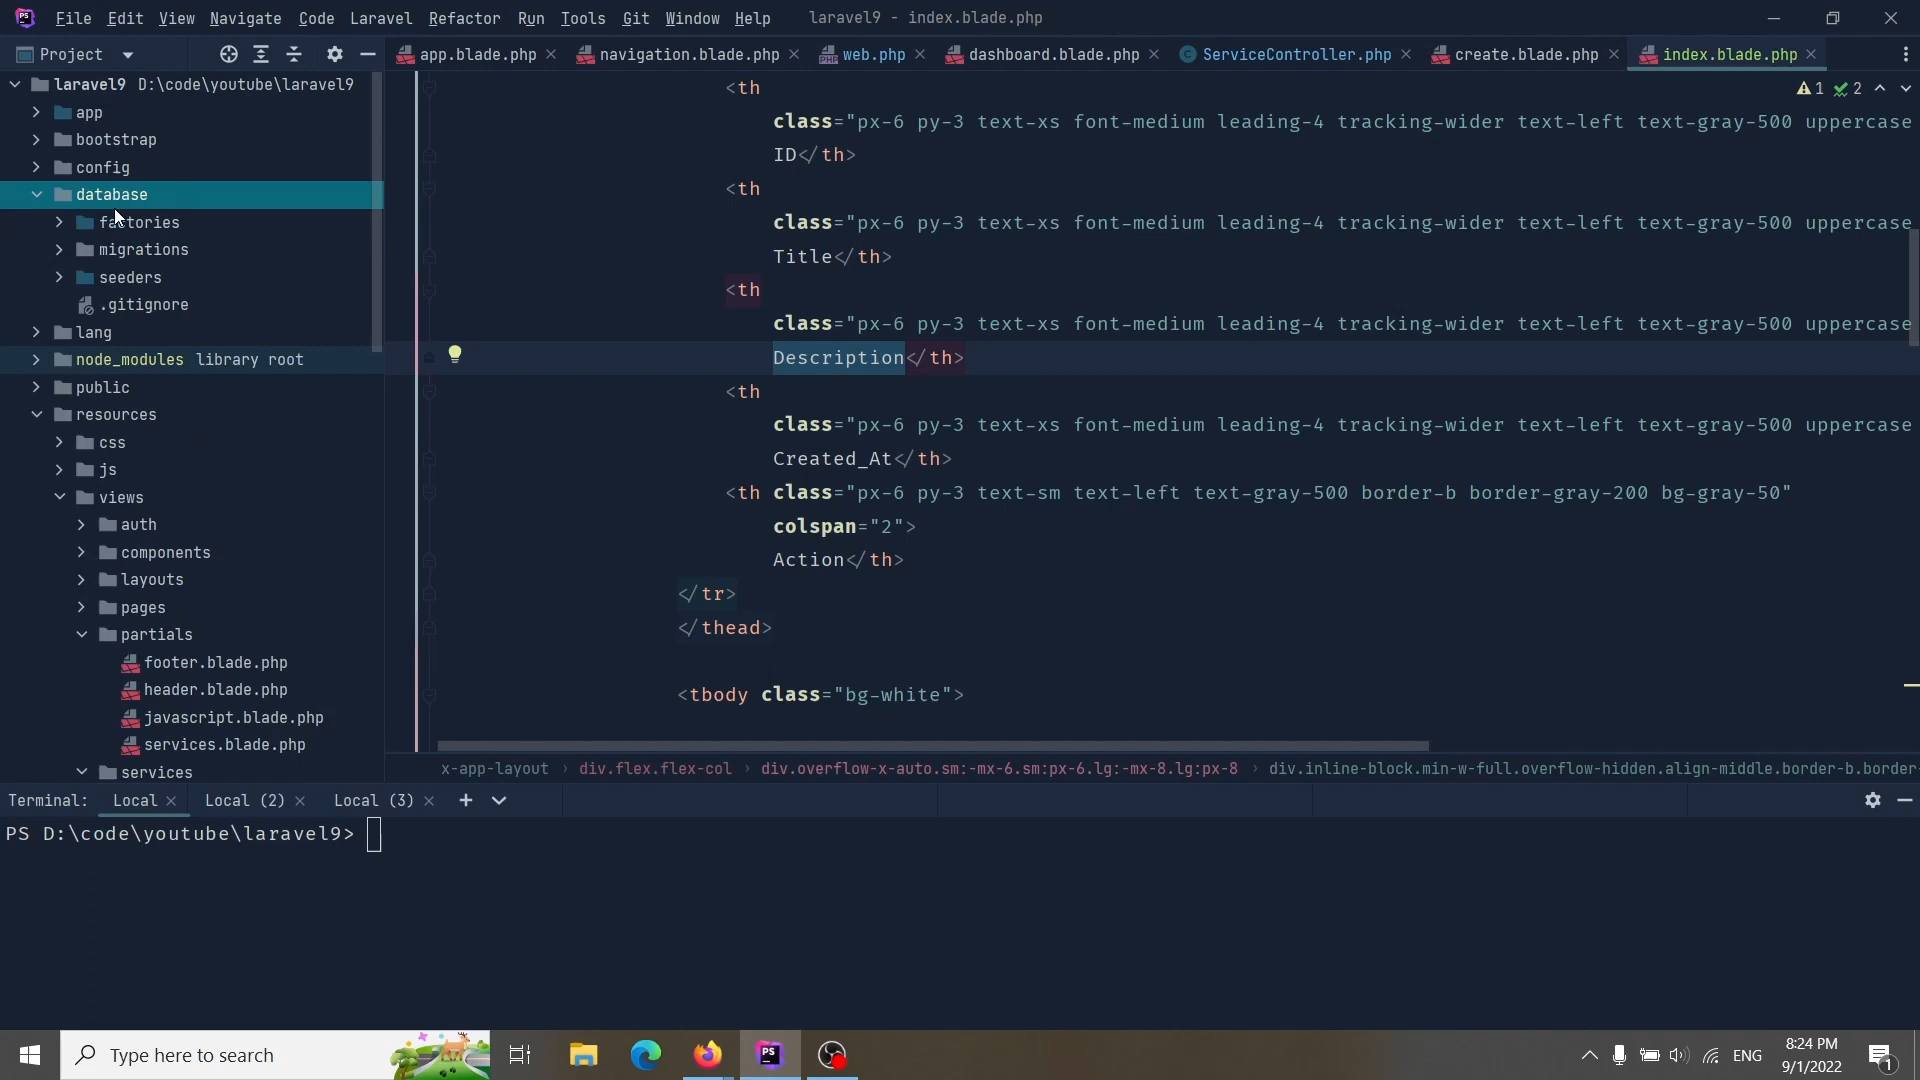 PS File Edit View Navigate Code Laravel Refactor Run Tools Git Window Help laravel9 - index.blade.php
Project app.blade.php navigation.blade.php web.php dashboard.blade.php ServiceController.php create.blade.php index.blade.php
laravel9 D:\code\youtube\laravel9
app
bootstrap
config
database
factories
migrations
seeders
.gitignore
lang
node_modules library root
public
resources
css
js
views
auth
components
layouts
pages
partials
footer.blade.php
header.blade.php
javascript.blade.php
services.blade.php
services
1 2
<th
class="px-6 py-3 text-xs font-medium leading-4 tracking-wider text-left text-gray-500 uppercase
ID</th>
<th
class="px-6 py-3 text-xs font-medium leading-4 tracking-wider text-left text-gray-500 uppercase
Title</th>
<th
class="px-6 py-3 text-xs font-medium leading-4 tracking-wider text-left text-gray-500 uppercase
Description</th>
<th
class="px-6 py-3 text-xs font-medium leading-4 tracking-wider text-left text-gray-500 uppercase
Created_At</th>
<th class="px-6 py-3 text-sm text-left text-gray-500 border-b border-gray-200 bg-gray-50"
colspan="2">
Action</th>
</tr>
</thead>
<tbody class="bg-white">
x-app-layout › div.flex.flex-col › div.overflow-x-auto.sm:-mx-6.sm:px-6.lg:-mx-8.lg:px-8 › div.inline-block.min-w-full.overflow-hidden.align-middle.border-b.border-
Terminal: Local Local (2) Local (3)
PS D:\code\youtube\laravel9>
Type here to search
PS
ENG
8:24 PM
9/1/2022
1